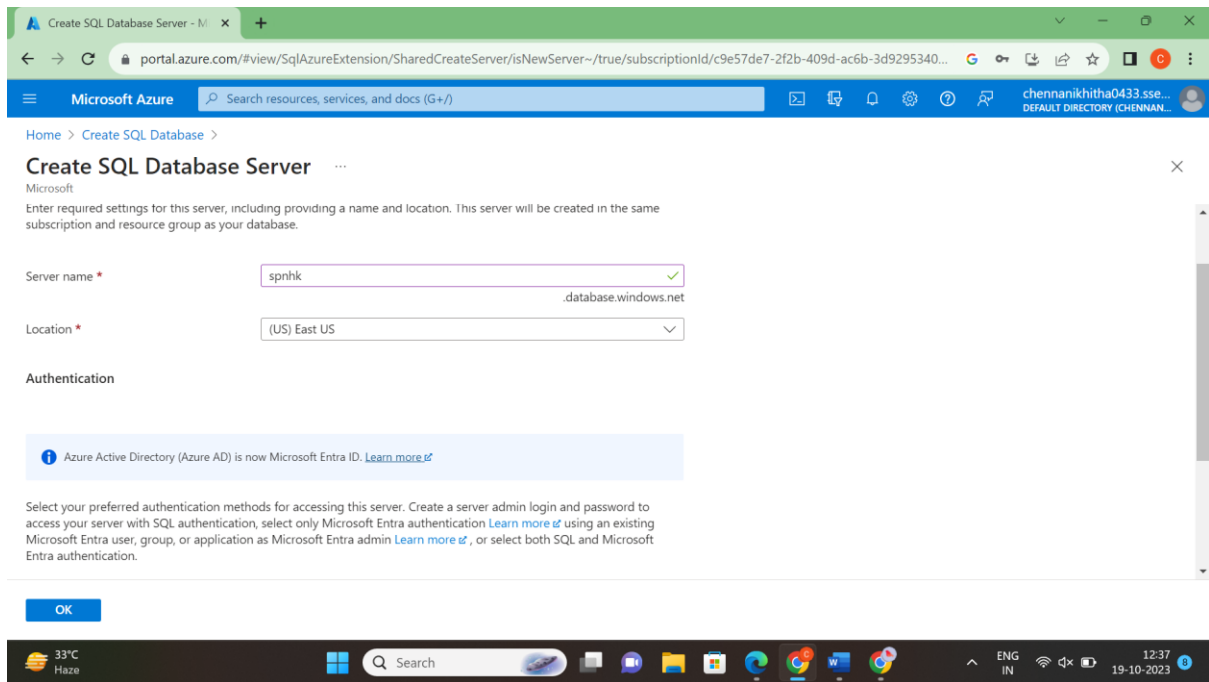 Create SQL Database Server - M
portal.azure.com/#view/SqlAzureExtension/SharedCreateServer/isNewServer~/true/subscriptionId/c9e57de7-2f2b-409d-ac6b-3d9295340...
G
C
Microsoft Azure
Search resources, services, and docs (G+/)
chennanikhitha0433.sse...
DEFAULT DIRECTORY (CHENNAN...
Home > Create SQL Database >
Create SQL Database Server ...
Microsoft
Enter required settings for this server, including providing a name and location. This server will be created in the same
subscription and resource group as your database.
Server name *
spnhk
.database.windows.net
Location *
(US) East US
Authentication
Azure Active Directory (Azure AD) is now Microsoft Entra ID. Learn more
Select your preferred authentication methods for accessing this server. Create a server admin login and password to
access your server with SQL authentication, select only Microsoft Entra authentication Learn more using an existing
Microsoft Entra user, group, or application as Microsoft Entra admin Learn more , or select both SQL and Microsoft
Entra authentication.
OK
33°C
Haze
Search
ENG
IN
12:37
19-10-2023
8